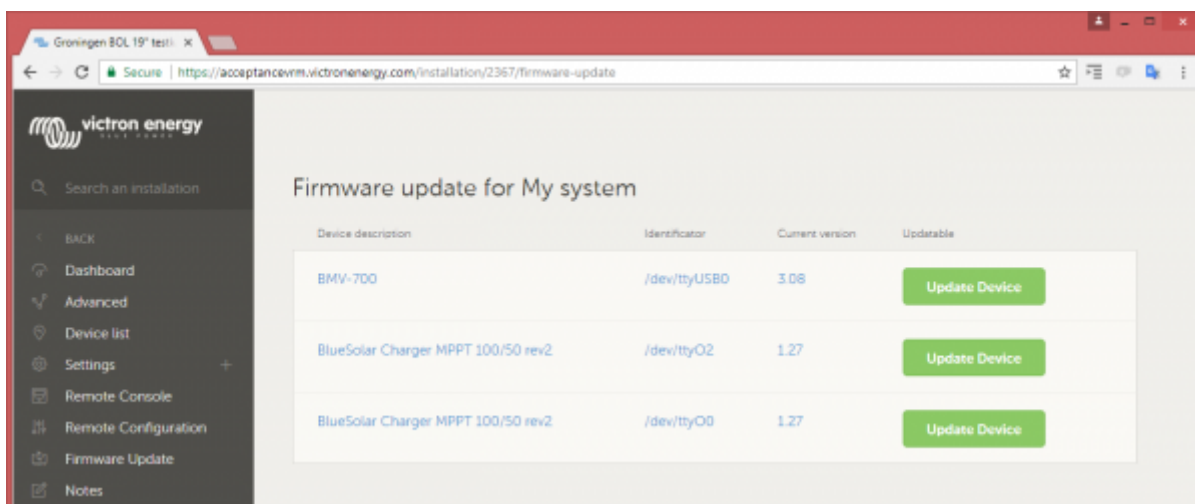 Groningen BOL 19" testi
Secure | https://acceptancevrm.victronenergy.com/installation/2367/firmware-update
victron energy
BLUE POWER
Search an installation
Firmware update for My system
BACK
Device description Identificator Current version Updatable
Dashboard
BMV-700 /dev/ttyUSB0 3.08 Update Device
Advanced
Device list
BlueSolar Charger MPPT 100/50 rev2 /dev/ttyO2 1.27 Update Device
Settings
Remote Console
Remote Configuration
BlueSolar Charger MPPT 100/50 rev2 /dev/ttyO0 1.27 Update Device
Firmware Update
Notes